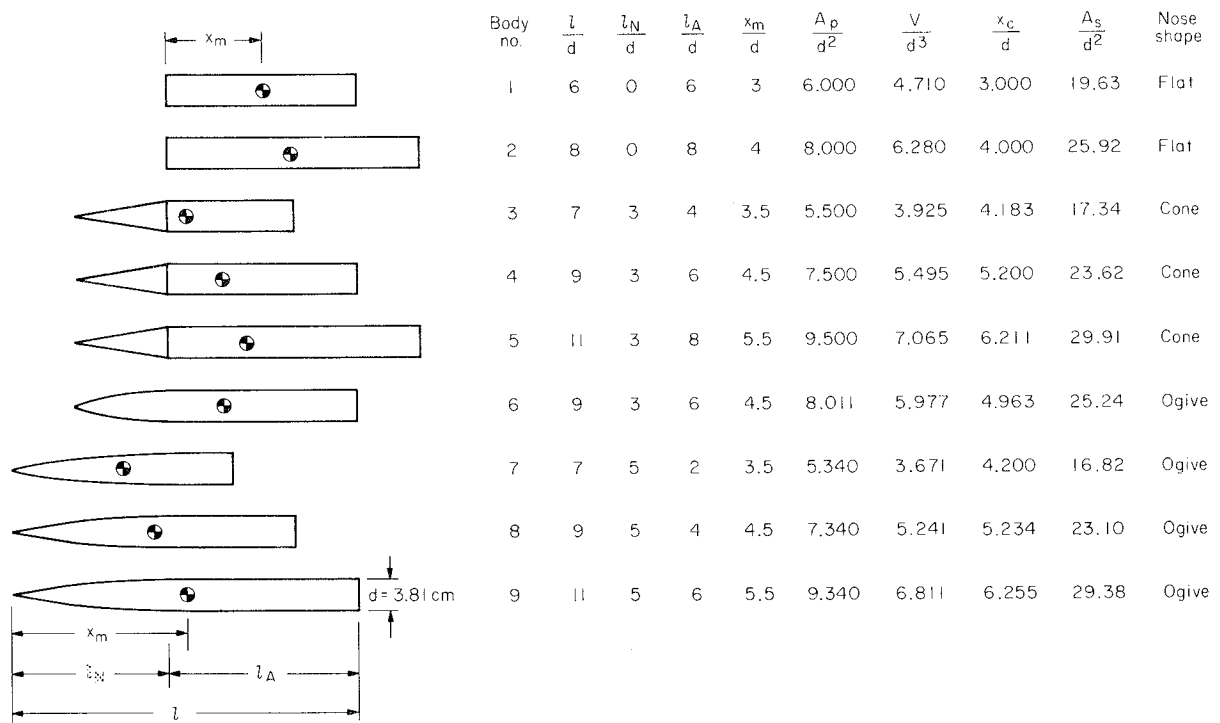 x_m
Body no. l/d l_N/d l_A/d x_m/d A_p/d² V/d³ x_c/d A_s/d² Nose shape
1 6 0 6 3 6.000 4.710 3.000 19.63 Flat
2 8 0 8 4 8.000 6.280 4.000 25.92 Flat
3 7 3 4 3.5 5.500 3.925 4.183 17.34 Cone
4 9 3 6 4.5 7.500 5.495 5.200 23.62 Cone
5 11 3 8 5.5 9.500 7.065 6.211 29.91 Cone
6 9 3 6 4.5 8.011 5.977 4.963 25.24 Ogive
7 7 5 2 3.5 5.340 3.671 4.200 16.82 Ogive
8 9 5 4 4.5 7.340 5.241 5.234 23.10 Ogive
9 11 5 6 5.5 9.340 6.811 6.255 29.38 Ogive
d = 3.81 cm
x_m
l_N l_A
l